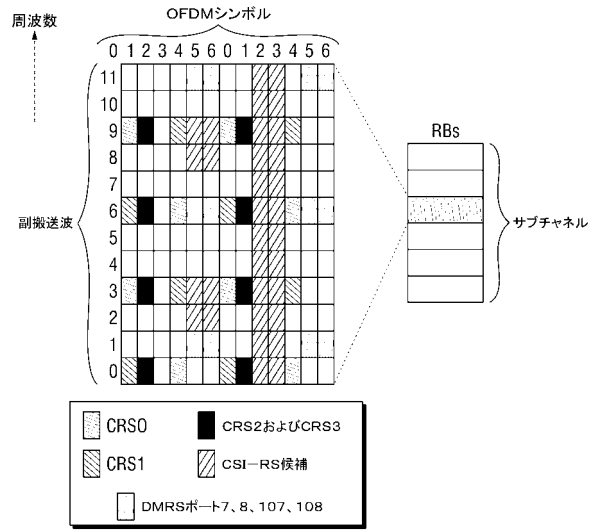 周波数
OFDMシンボル
0 1 2 3 4 5 6 0 1 2 3 4 5 6
11
10
9
8
7
6
5
4
3
2
1
0
副搬送波
RBs
サブチャネル
CRS0
CRS2およびCRS3
CRS1
CSI−RS候補
DMRSポート7、8、107、108